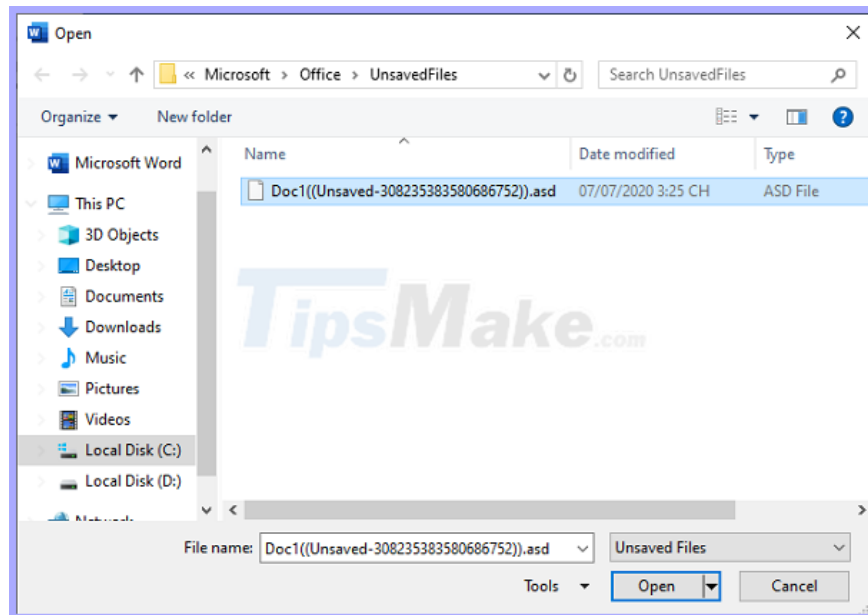 Open
« Microsoft > Office > UnsavedFiles
Search UnsavedFiles
Organize
New folder
Name
Date modified
Type
Microsoft Word
Doc1((Unsaved-308235383580686752)).asd 07/07/2020 3:25 CH ASD File
This PC
3D Objects
Desktop
Documents
Downloads
Music
Pictures
Videos
Local Disk (C:)
Local Disk (D:)
Network
TipsMake.com
File name: Doc1((Unsaved-308235383580686752)).asd
Unsaved Files
Tools
Open
Cancel